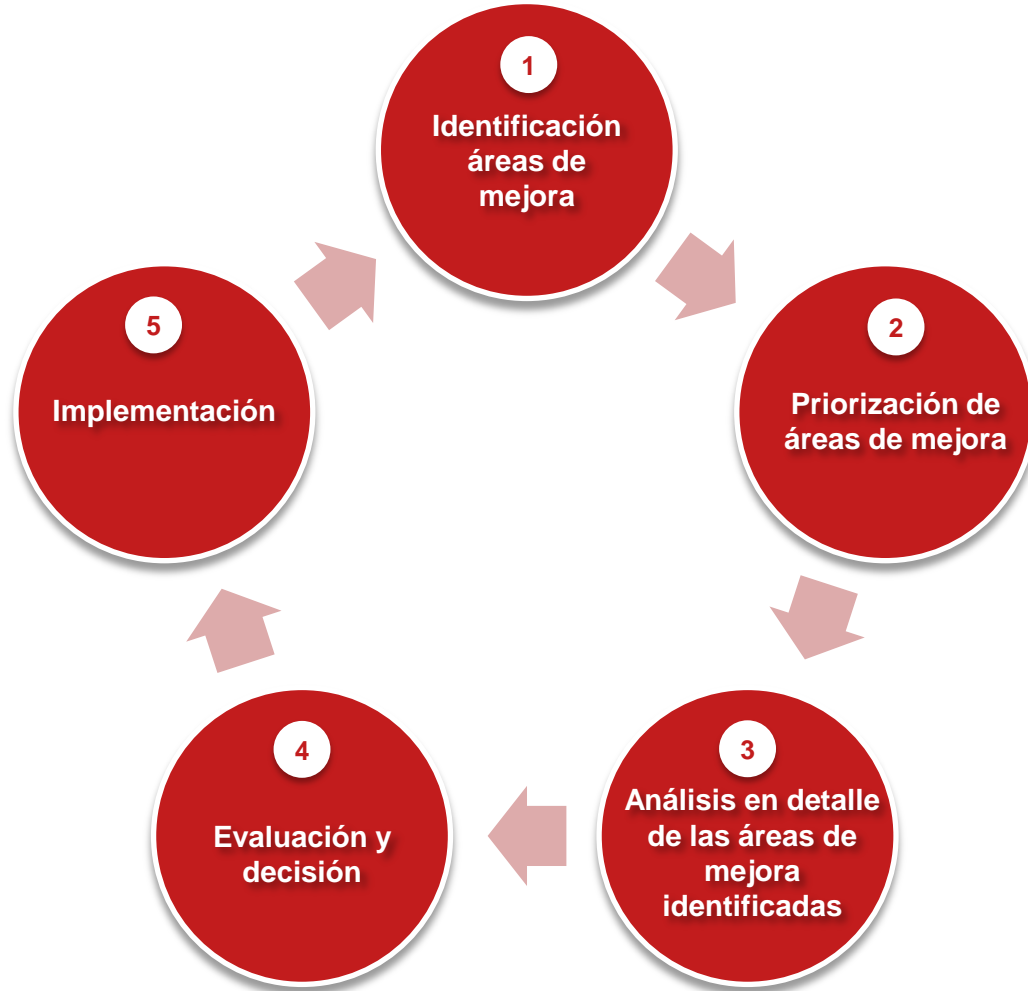 1
Identificación
áreas de
mejora
2
Priorización de
áreas de mejora
3
Análisis en detalle
de las áreas de
mejora
identificadas
4
Evaluación y
decisión
5
Implementación